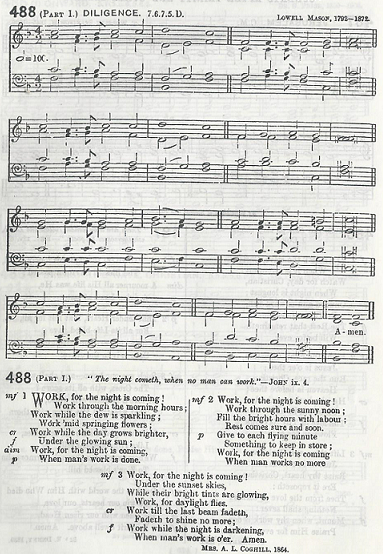 488 (PART 1.) DILIGENCE. 7.6.7.5. D. LOWELL MASON, 1792–1872.
=100.
A - men.
488 (PART 1.) "The night cometh, when no man can work."—JOHN ix. 4.
mf 1 WORK, for the night is coming!
Work through the morning hours;
Work while the dew is sparkling;
Work 'mid springing flowers;
cr Work while the day grows brighter,
f Under the glowing sun;
dim Work, for the night is coming,
p When man's work is done.
mf 2 Work, for the night is coming!
Work through the sunny noon;
Fill the bright hours with labour;
Rest comes sure and soon.
p Give to each flying minute
Something to keep in store;
Work, for the night is coming
When man works no more
mf 3 Work, for the night is coming!
Under the sunset skies,
While their bright tints are glowing,
Work, for daylight flies.
cr Work till the last beam fadeth,
Fadeth to shine no more;
f Work while the night is darkening,
When man's work is o'er. Amen.
MRS. A. L. COGHILL, 1864.